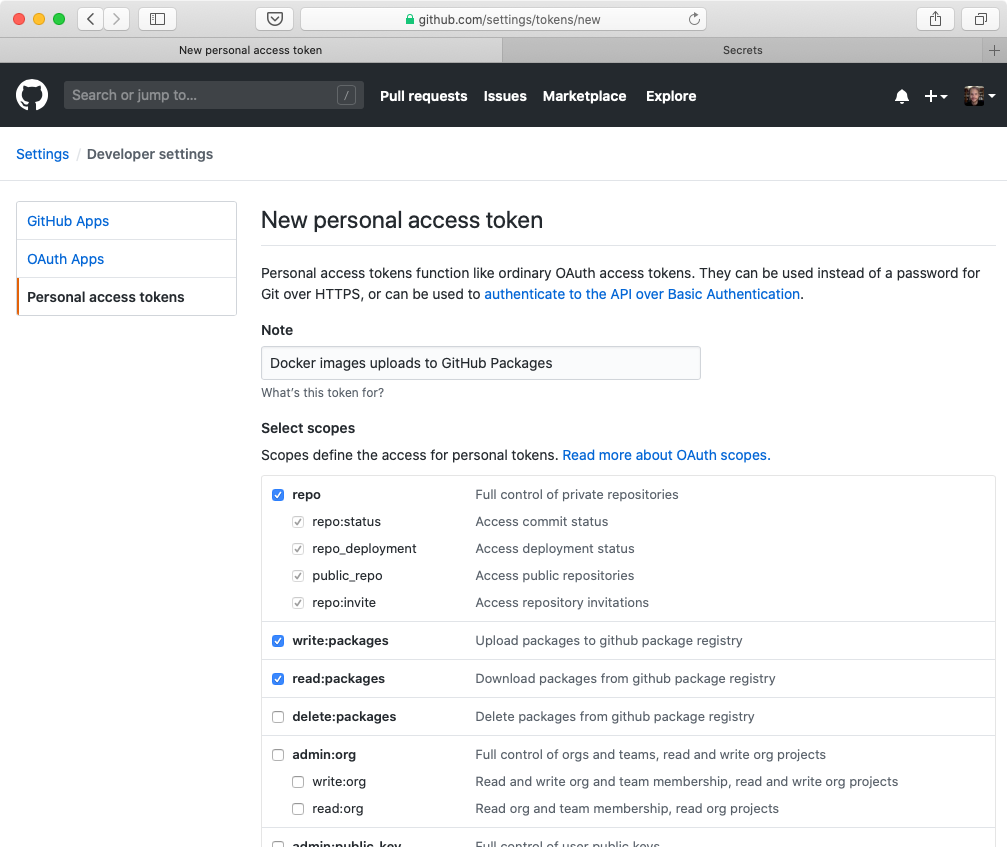 github.com/settings/tokens/new
New personal access token
Secrets
Search or jump to...
/
Pull requests
Issues
Marketplace
Explore
Settings / Developer settings
GitHub Apps
OAuth Apps
Personal access tokens
New personal access token
Personal access tokens function like ordinary OAuth access tokens. They can be used instead of a password for
Git over HTTPS, or can be used to authenticate to the API over Basic Authentication.
Note
Docker images uploads to GitHub Packages
What's this token for?
Select scopes
Scopes define the access for personal tokens. Read more about OAuth scopes.
repo Full control of private repositories
repo:status Access commit status
repo_deployment Access deployment status
public_repo Access public repositories
repo:invite Access repository invitations
write:packages Upload packages to github package registry
read:packages Download packages from github package registry
delete:packages Delete packages from github package registry
admin:org Full control of orgs and teams, read and write org projects
write:org Read and write org and team membership, read and write org projects
read:org Read org and team membership, read org projects
admin:public_key Full control of user public keys